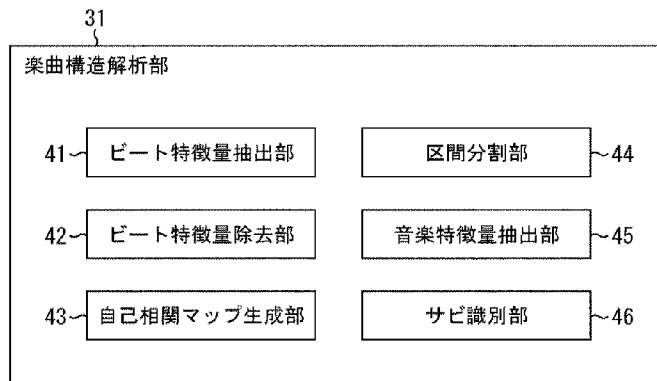 31
楽曲構造解析部
41 ビート特徴量抽出部
区間分割部 44
42 ビート特徴量除去部
音楽特徴量抽出部 45
43 自己相関マップ生成部
サビ識別部 46